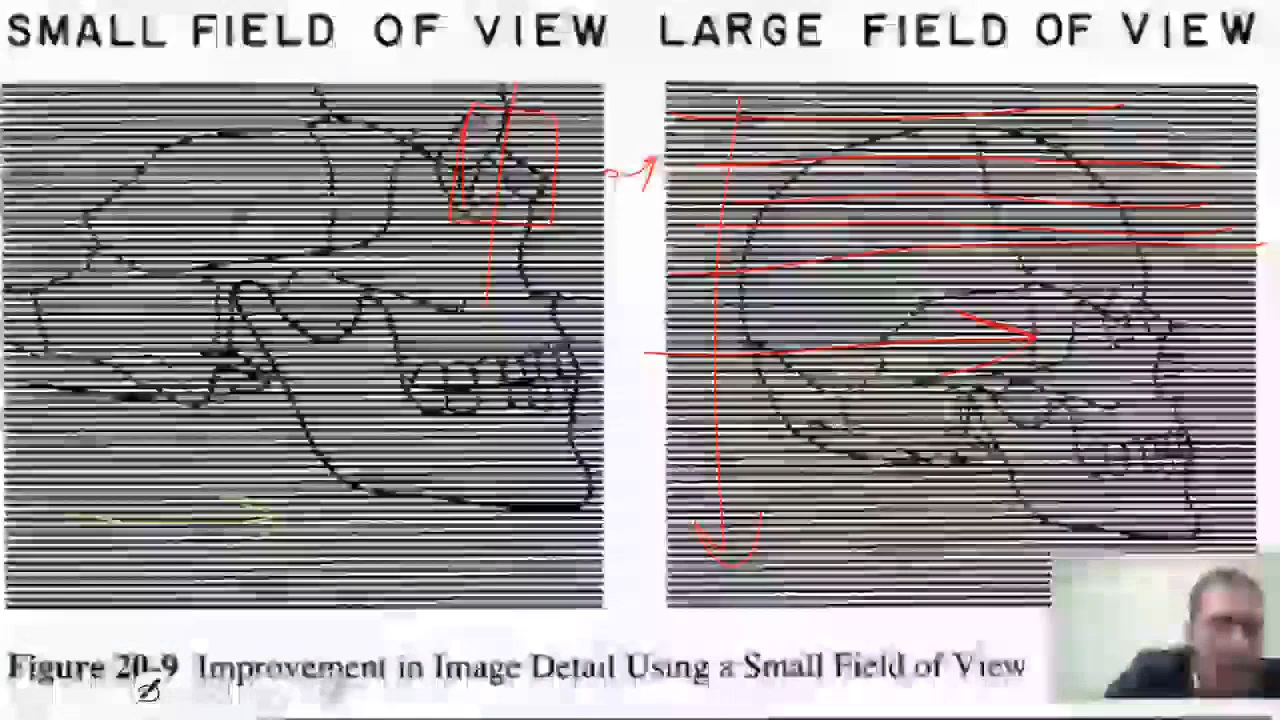 SMALL FIELD OF VIEW
LARGE FIELD OF VIEW
Figure 20-9 Improvement in Image Detail Using a Small Field of View